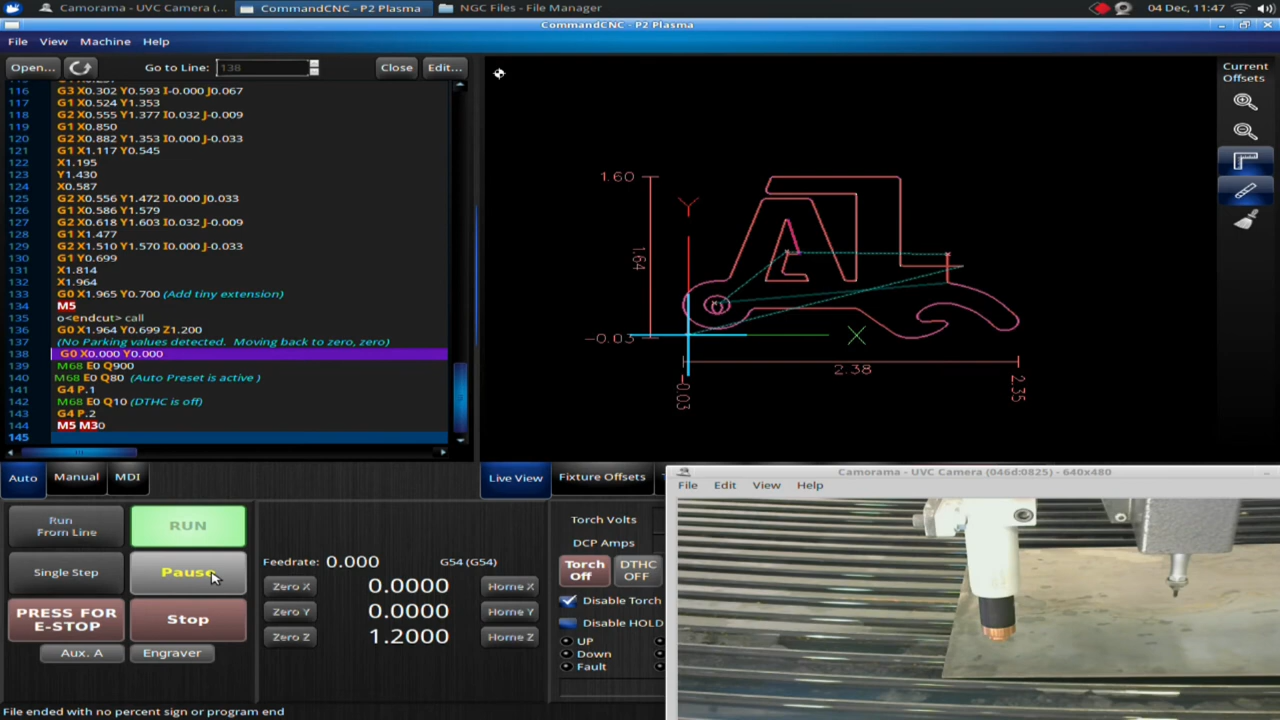 Camorama - UVC Camera (... CommandCNC - P2 Plasma NGC Files - File Manager 04 Dec, 11:47
CommandCNC - P2 Plasma
File View Machine Help
Open... Go to Line: 138 Close Edit...
116 G3 X0.302 Y0.593 I-0.000 J0.067
117 G1 X0.524 Y1.353
118 G2 X0.555 Y1.377 I0.032 J-0.009
119 G1 X0.850
120 G2 X0.882 Y1.353 I0.000 J-0.033
121 G1 X1.117 Y0.545
122 X1.195
123 Y1.430
124 X0.587
125 G2 X0.556 Y1.472 I0.000 J0.033
126 G1 X0.586 Y1.579
127 G2 X0.618 Y1.603 I0.032 J-0.009
128 G1 X1.477
129 G2 X1.510 Y1.570 I0.000 J-0.033
130 G1 Y0.699
131 X1.814
132 X1.964
133 G0 X1.965 Y0.700 (Add tiny extension)
134 M5
135 o<endcut> call
136 G0 X1.964 Y0.699 Z1.200
137 (No Parking values detected. Moving back to zero, zero)
138 G0 X0.000 Y0.000
139 M68 E0 Q900
140 M68 E0 Q80 (Auto Preset is active )
141 G4 P.1
142 M68 E0 Q10 (DTHC is off)
143 G4 P.2
144 M5 M30
145
Current
Offsets
1.60
Y
1.64
-0.03
X
2.38
-0.03
2.35
Auto Manual MDI
Live View Fixture Offsets
Run
From Line
RUN
Single Step
Pause
PRESS FOR
E-STOP
Stop
Aux. A Engraver
Feedrate: 0.000 G54 (G54)
Zero X 0.0000 Home X
Zero Y 0.0000 Home Y
Zero Z 1.2000 Home Z
Torch Volts
DCP Amps
Torch
Off
DTHC
OFF
Disable Torch
Disable HOLD
UP
Down
Fault
Camorama - UVC Camera (046d:0825) - 640x480
File Edit View Help
File ended with no percent sign or program end